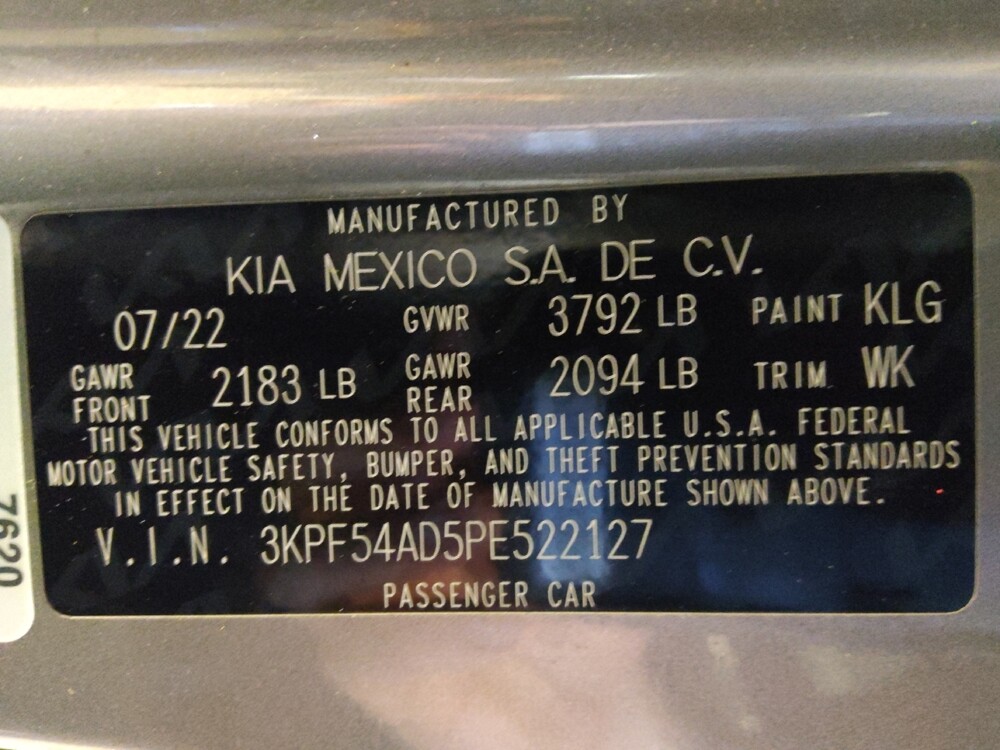 MANUFACTURED BY
KIA MEXICO S.A. DE C.V.
07/22 GVWR 3792 LB PAINT KLG
GAWR FRONT 2183 LB GAWR REAR 2094 LB TRIM WK
THIS VEHICLE CONFORMS TO ALL APPLICABLE U.S.A. FEDERAL
MOTOR VEHICLE SAFETY, BUMPER, AND THEFT PREVENTION STANDARDS
IN EFFECT ON THE DATE OF MANUFACTURE SHOWN ABOVE.
V.I.N. 3KPF54AD5PE522127
PASSENGER CAR
7620